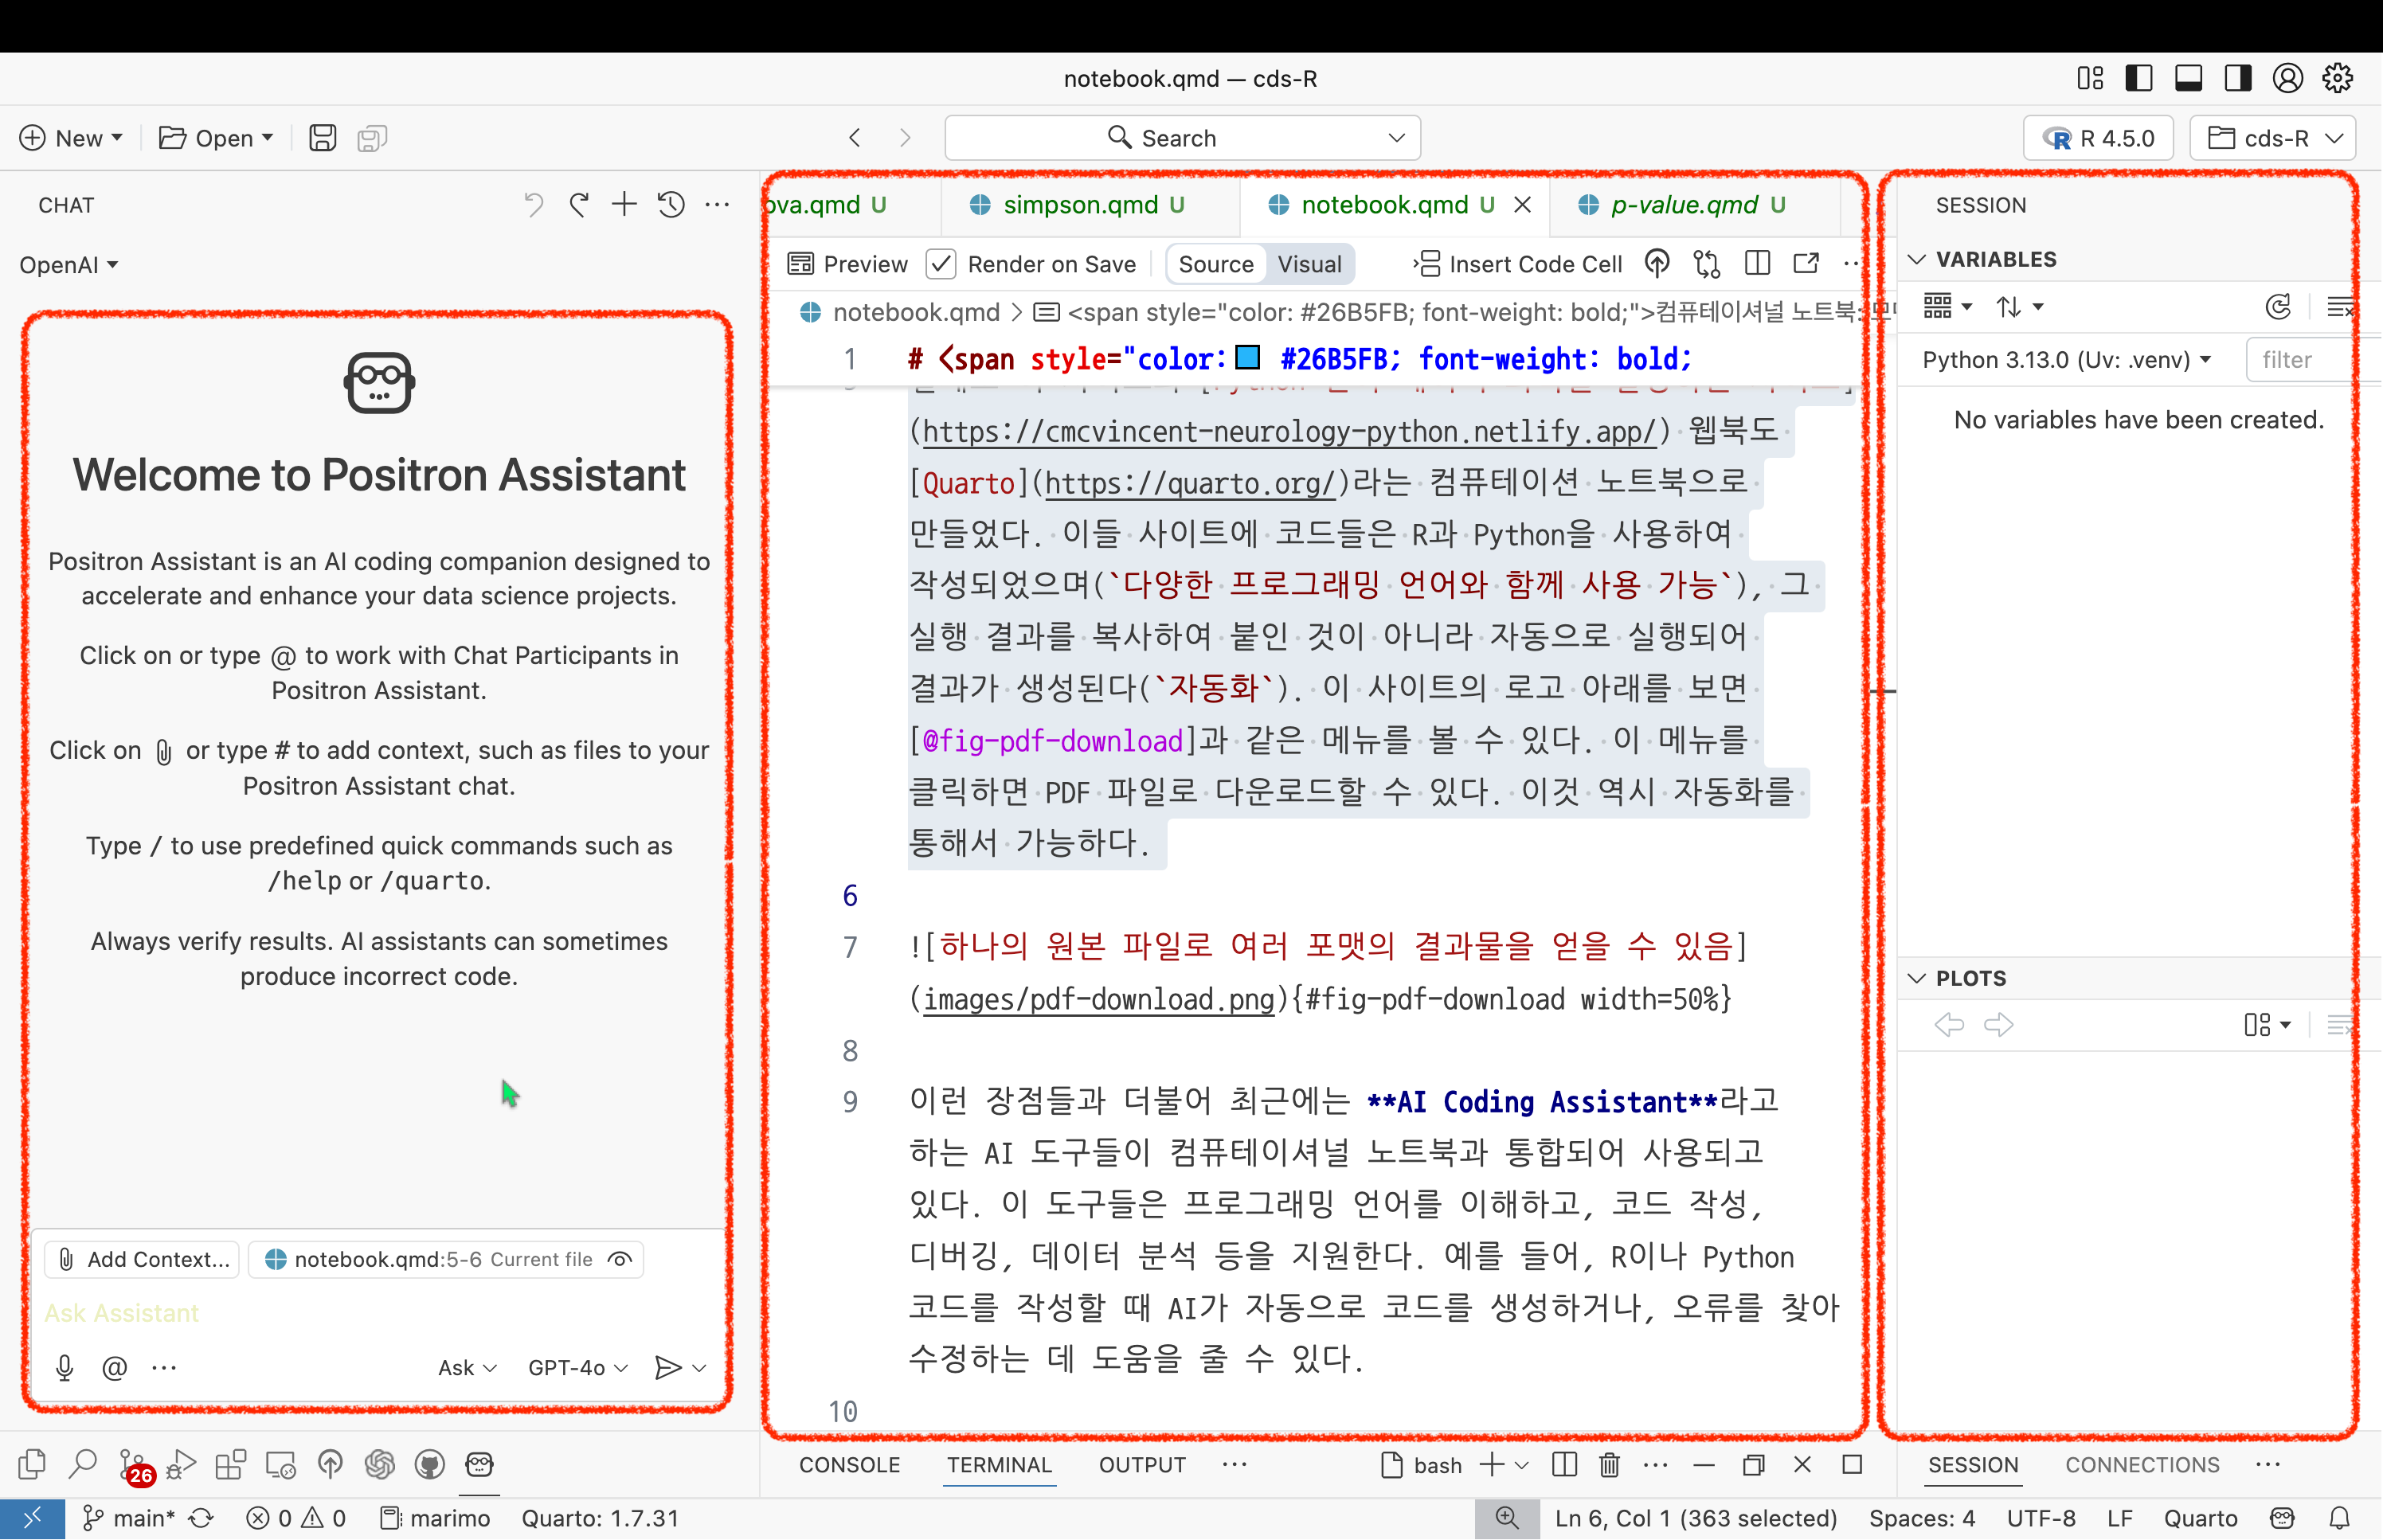 notebook.qmd — cds-R
New
Open
Search
R 4.5.0
cds-R
CHAT
OpenAI
Welcome to Positron Assistant
Positron Assistant is an AI coding companion designed to
accelerate and enhance your data science projects.
Click on or type @ to work with Chat Participants in
Positron Assistant.
Click on or type # to add context, such as files to your
Positron Assistant chat.
Type / to use predefined quick commands such as
/help or /quarto.
Always verify results. AI assistants can sometimes
produce incorrect code.
Add Context...
notebook.qmd:5-6 Current file
Ask Assistant
@
Ask
GPT-4o
ova.qmd U
simpson.qmd U
notebook.qmd U
p-value.qmd U
Preview
Render on Save
Source
Visual
Insert Code Cell
notebook.qmd > <span style="color: #26B5FB; font-weight: bold;">컴퓨테이셔널 노트북:
1 # <span style="color: #26B5FB; font-weight: bold;
(https://cmcvincent-neurology-python.netlify.app/) 웹북도
[Quarto](https://quarto.org/)라는 컴퓨테이션 노트북으로
만들었다. 이들 사이트에 코드들은 R과 Python을 사용하여
작성되었으며(`다양한 프로그래밍 언어와 함께 사용 가능`), 그
실행 결과를 복사하여 붙인 것이 아니라 자동으로 실행되어
결과가 생성된다(`자동화`). 이 사이트의 로고 아래를 보면
[@fig-pdf-download]과 같은 메뉴를 볼 수 있다. 이 메뉴를
클릭하면 PDF 파일로 다운로드할 수 있다. 이것 역시 자동화를
통해서 가능하다.
6
7 ![하나의 원본 파일로 여러 포맷의 결과물을 얻을 수 있음]
(images/pdf-download.png){#fig-pdf-download width=50%}
8
9 이런 장점들과 더불어 최근에는 **AI Coding Assistant**라고
하는 AI 도구들이 컴퓨테이셔널 노트북과 통합되어 사용되고
있다. 이 도구들은 프로그래밍 언어를 이해하고, 코드 작성,
디버깅, 데이터 분석 등을 지원한다. 예를 들어, R이나 Python
코드를 작성할 때 AI가 자동으로 코드를 생성하거나, 오류를 찾아
수정하는 데 도움을 줄 수 있다.
10
SESSION
VARIABLES
Python 3.13.0 (Uv: .venv)
filter
No variables have been created.
PLOTS
26
CONSOLE
TERMINAL
OUTPUT
bash
SESSION
CONNECTIONS
main*
0
0
marimo
Quarto: 1.7.31
Ln 6, Col 1 (363 selected)
Spaces: 4
UTF-8
LF
Quarto